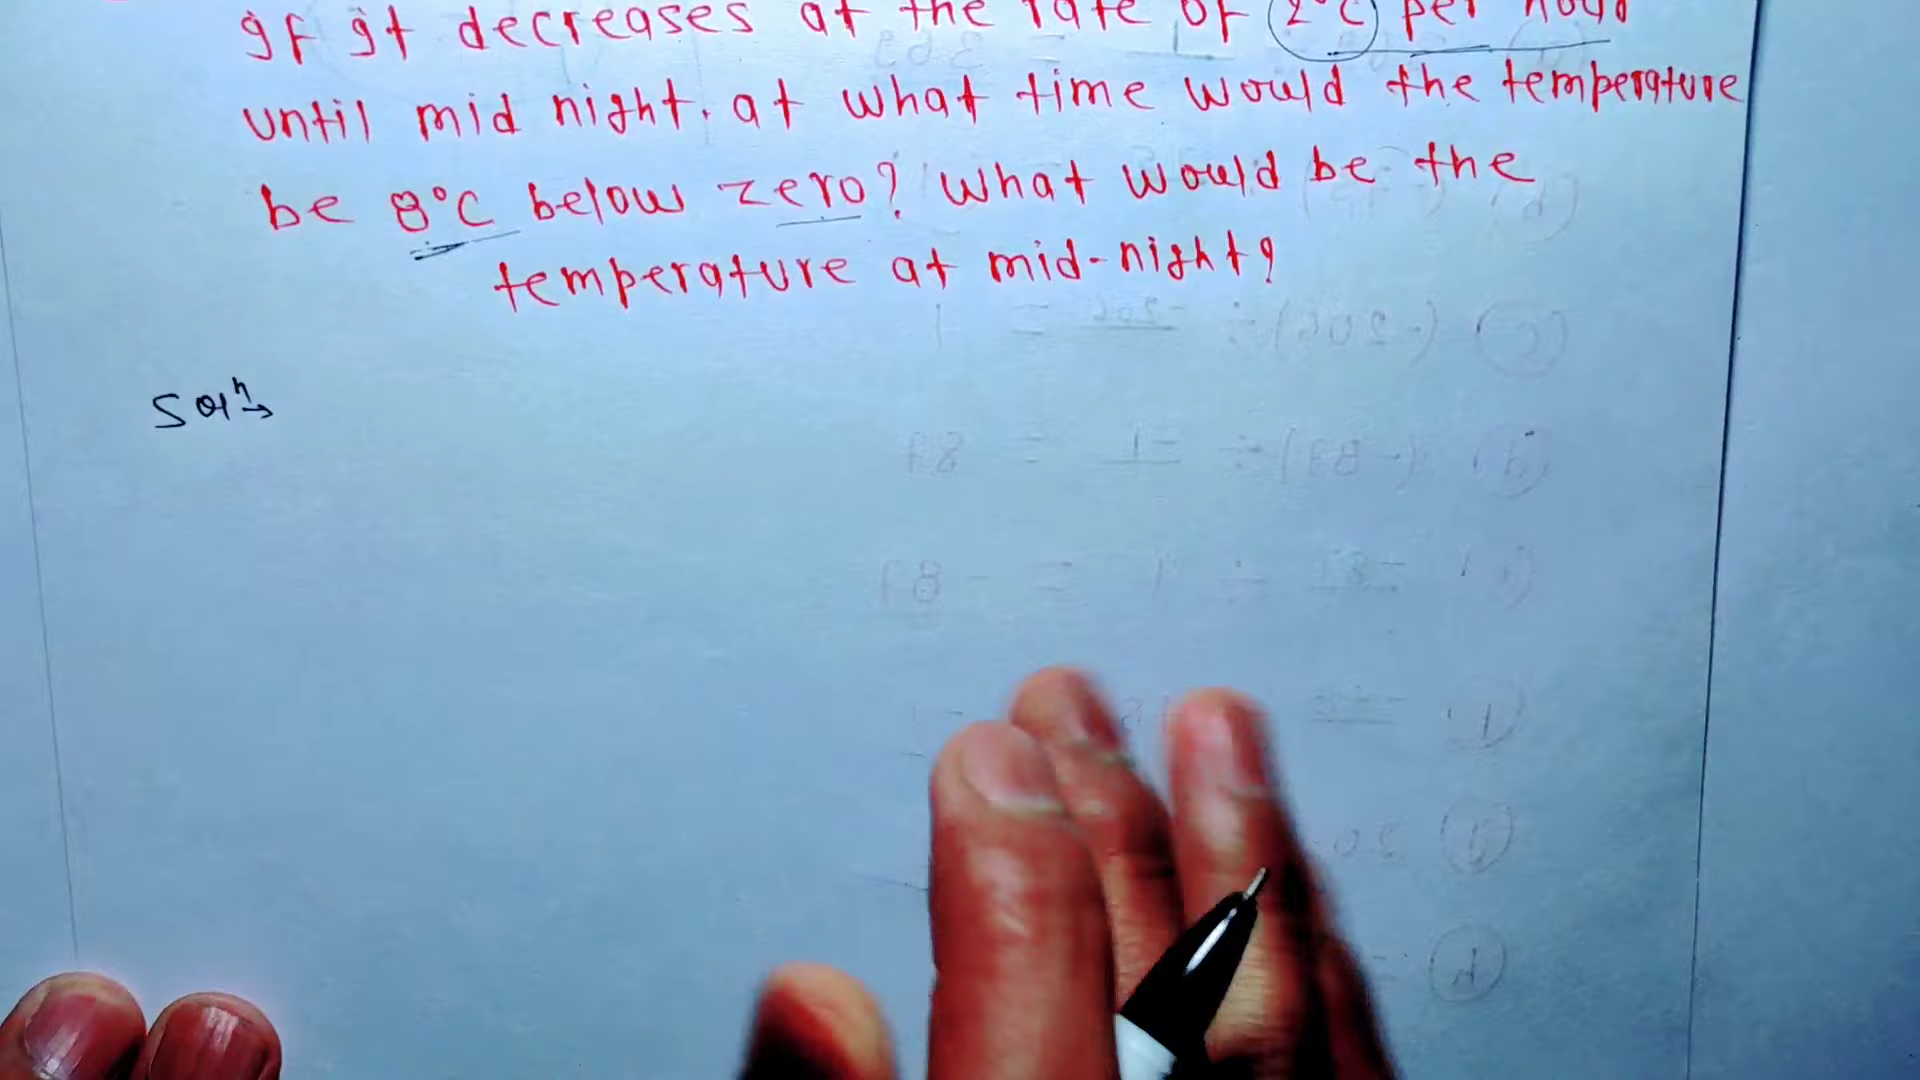 If It decreases at the rate of 2°C per hour
until mid night. at what time would the temperature
be 8°C below zero? What would be the
temperature at mid-night?
Solⁿ→